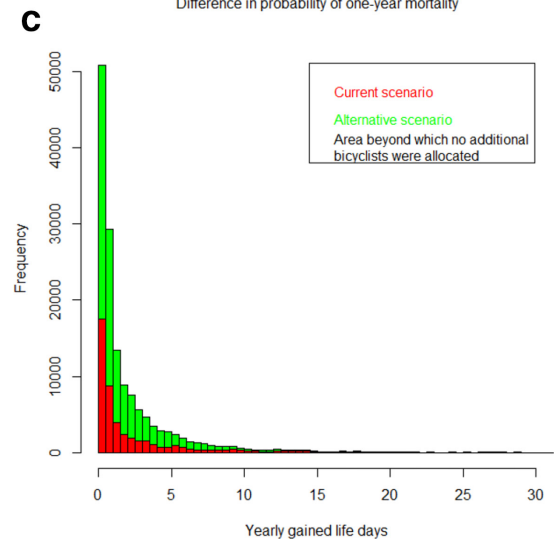 Difference in probability of one-year mortality
C
Current scenario
Alternative scenario
Area beyond which no additional
bicyclists were allocated
Frequency
50000
40000
30000
20000
10000
0
0 5 10 15 20 25 30
Yearly gained life days